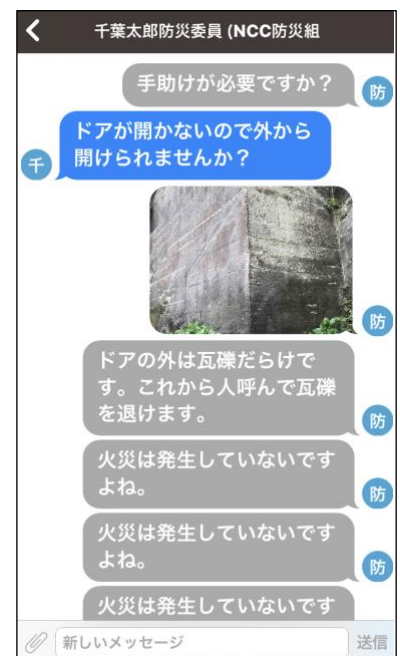 千葉太郎防災委員 (NCC防災組
手助けが必要ですか？
防
ドアが開かないので外から
開けられませんか？
千
防
ドアの外は瓦礫だらけで
す。これから人呼んで瓦礫
を退けます。
防
火災は発生していないです
よね。
防
火災は発生していないです
よね。
防
火災は発生していないです
新しいメッセージ
送信